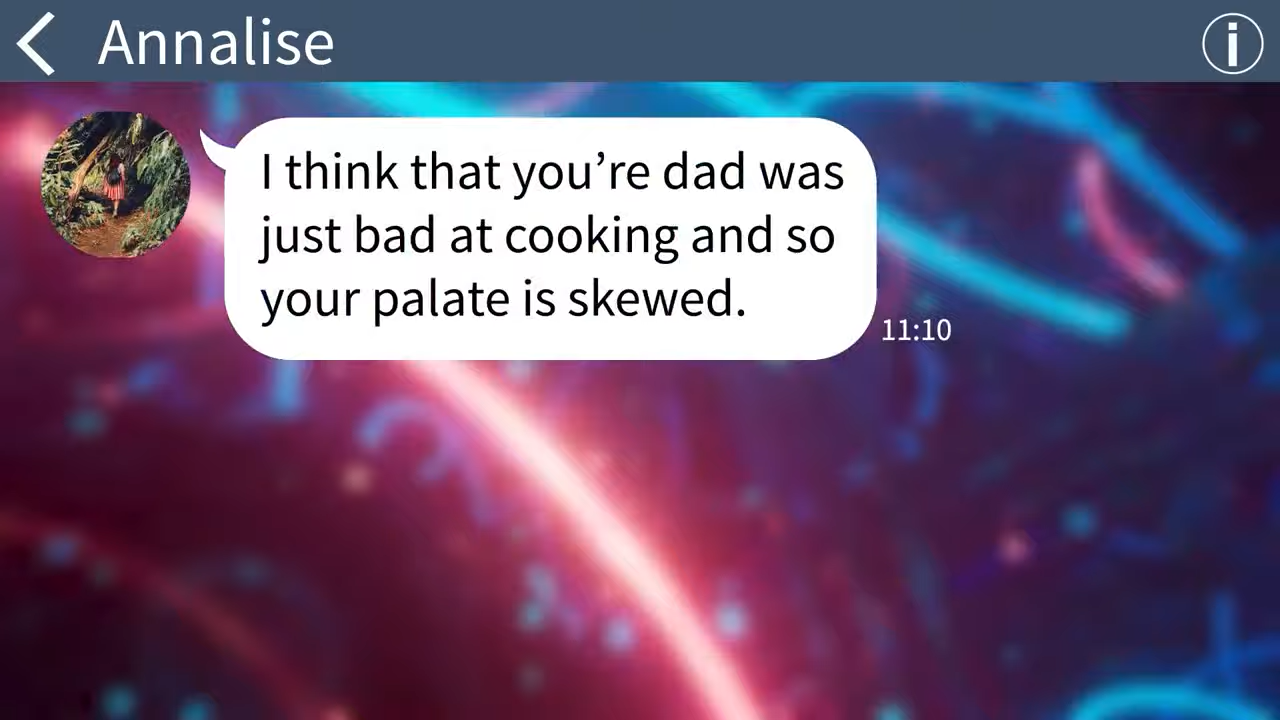 Annalise
I think that you’re dad was
just bad at cooking and so
your palate is skewed.
11:10